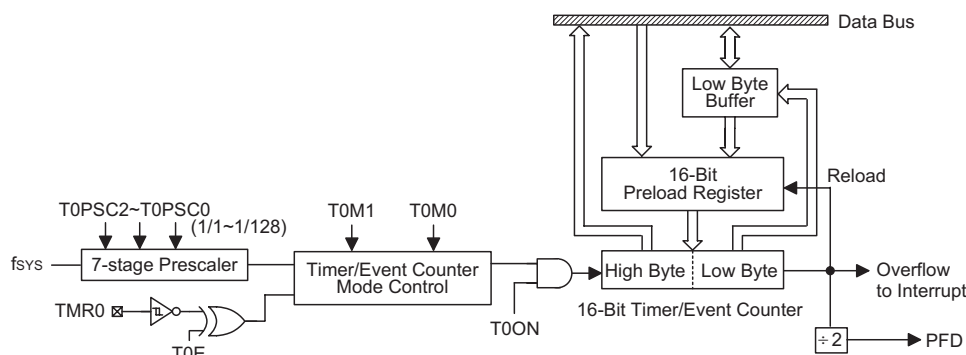 Data Bus
Low Byte
Buffer
16-Bit
Preload Register
Reload
T0PSC2~T0PSC0
(1/1~1/128)
T0M1
T0M0
fSYS
7-stage Prescaler
Timer/Event Counter
Mode Control
High Byte
Low Byte
Overflow
to Interrupt
16-Bit Timer/Event Counter
TMR0
T0ON
÷2
PFD